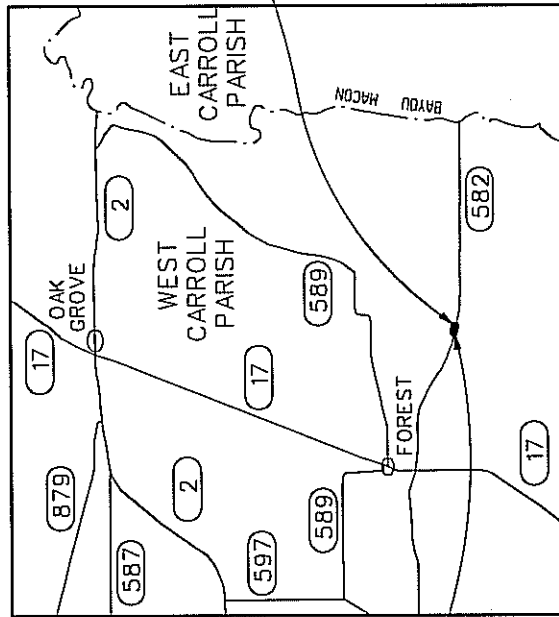 17
OAK
GROVE
2
EAST
CARROLL
PARISH
879
587
2
WEST
CARROLL
PARISH
17
589
BAYOU
MACON
597
589
FOREST
582
17